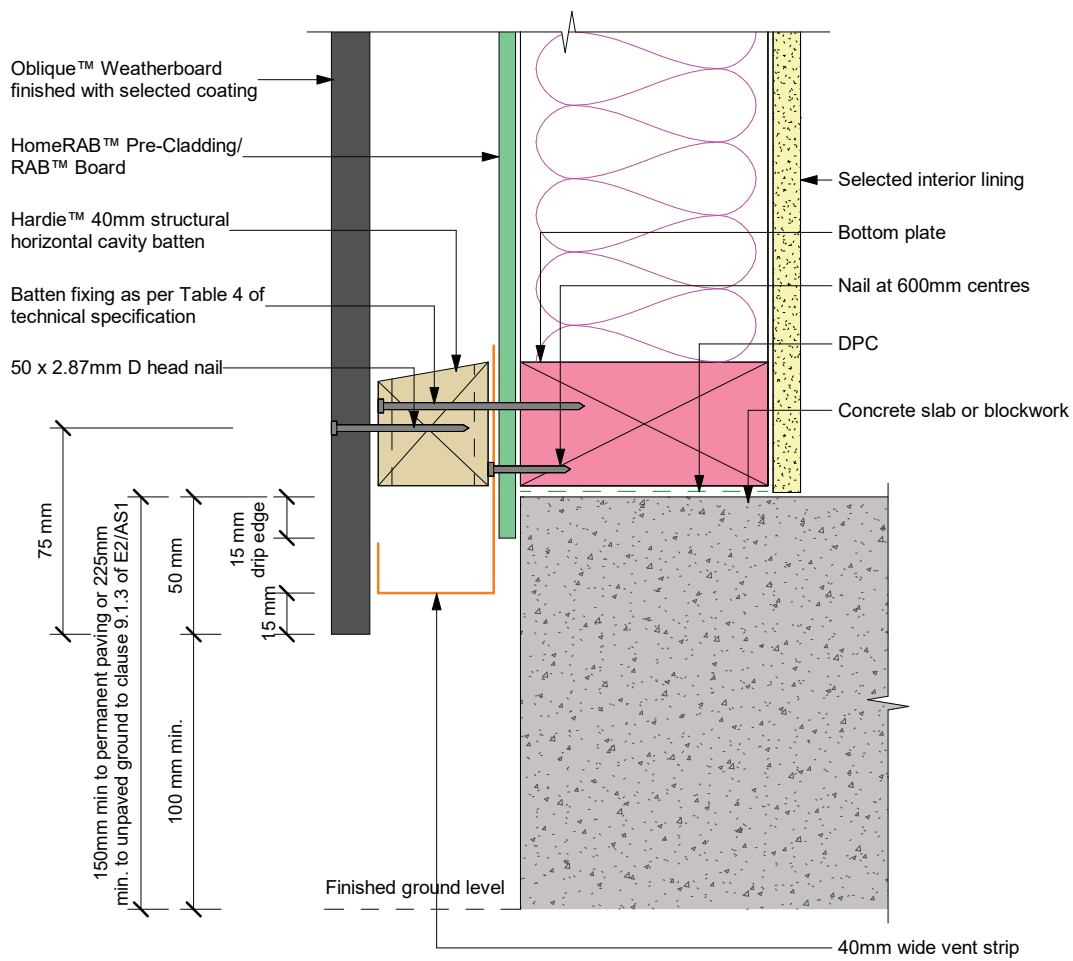 Oblique™ Weatherboard
finished with selected coating
HomeRAB™ Pre-Cladding/
RAB™ Board
Hardie™ 40mm structural
horizontal cavity batten
Batten fixing as per Table 4 of
technical specification
50 x 2.87mm D head nail
Selected interior lining
Bottom plate
Nail at 600mm centres
DPC
Concrete slab or blockwork
75 mm
150mm min to permanent paving or 225mm
min. to unpaved ground to clause 9.1.3 of E2/AS1
50 mm
100 mm min.
15 mm
drip edge
15 mm
Finished ground level
40mm wide vent strip